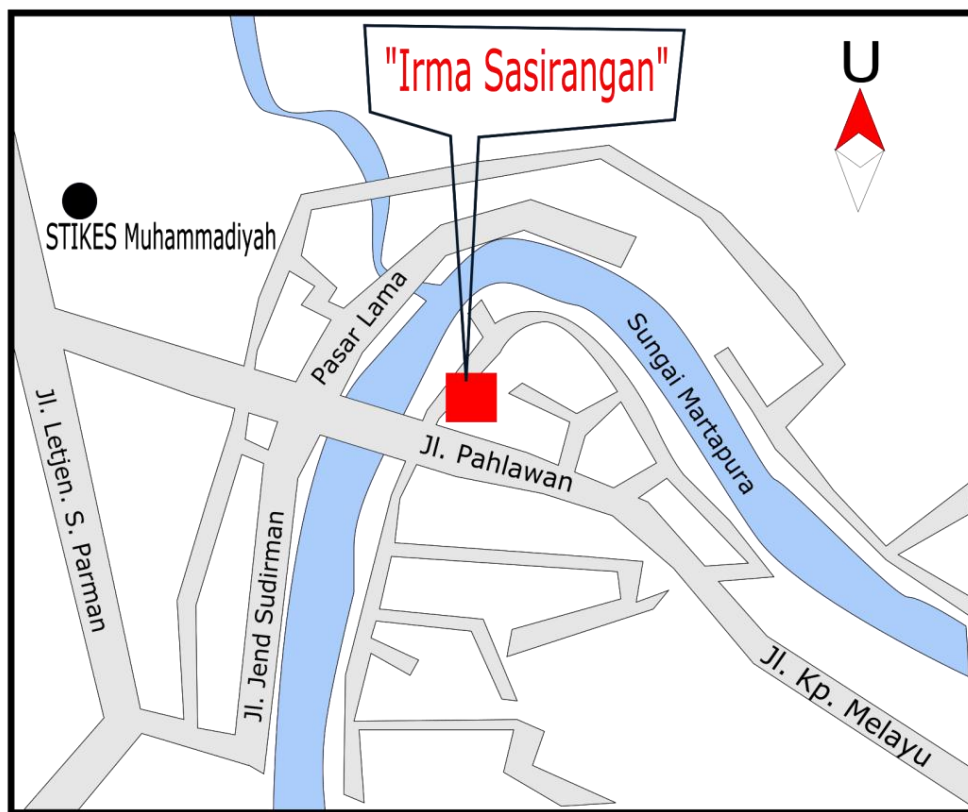 "Irma Sasirangan"
U
STIKES Muhammadiyah
Pasar Lama
Sungai Martapura
Jl. Letjen. S. Parman
Jl. Pahlawan
Jl. Jend Sudirman
Jl. Kp. Melayu